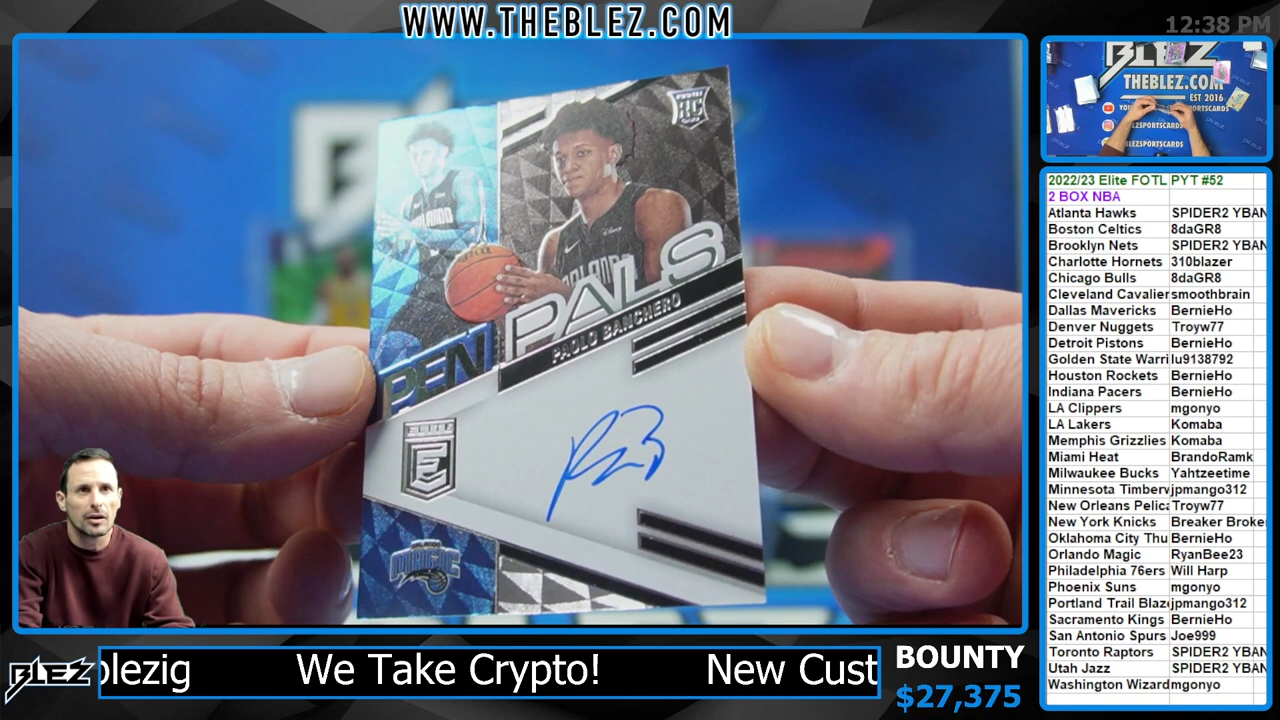 WWW.THEBLEZ.COM
12:38 PM
BLEZ
THEBLEZ.COM
EST 2016
RC
ORLANDO
PEN PALS
PAOLO BANCHERO
ELITE
E
MAGIC
2022/23 Elite FOTL PYT #52
2 BOX NBA
Atlanta Hawks SPIDER2 YBAN
Boston Celtics 8daGR8
Brooklyn Nets SPIDER2 YBAN
Charlotte Hornets 310blazer
Chicago Bulls 8daGR8
Cleveland Cavalier smoothbrain
Dallas Mavericks BernieHo
Denver Nuggets Troyw77
Detroit Pistons BernieHo
Golden State Warri lu9138792
Houston Rockets BernieHo
Indiana Pacers BernieHo
LA Clippers mgonyo
LA Lakers Komaba
Memphis Grizzlies Komaba
Miami Heat BrandoRamk
Milwaukee Bucks Yahtzeetime
Minnesota Timberv jpmango312
New Orleans Pelica Troyw77
New York Knicks Breaker Broke
Oklahoma City Thu BernieHo
Orlando Magic RyanBee23
Philadelphia 76ers Will Harp
Phoenix Suns mgonyo
Portland Trail Blaz jpmango312
Sacramento Kings BernieHo
San Antonio Spurs Joe999
Toronto Raptors SPIDER2 YBAN
Utah Jazz SPIDER2 YBAN
Washington Wizard mgonyo
BLEZ
blezig We Take Crypto! New Cust
BOUNTY
$27,375